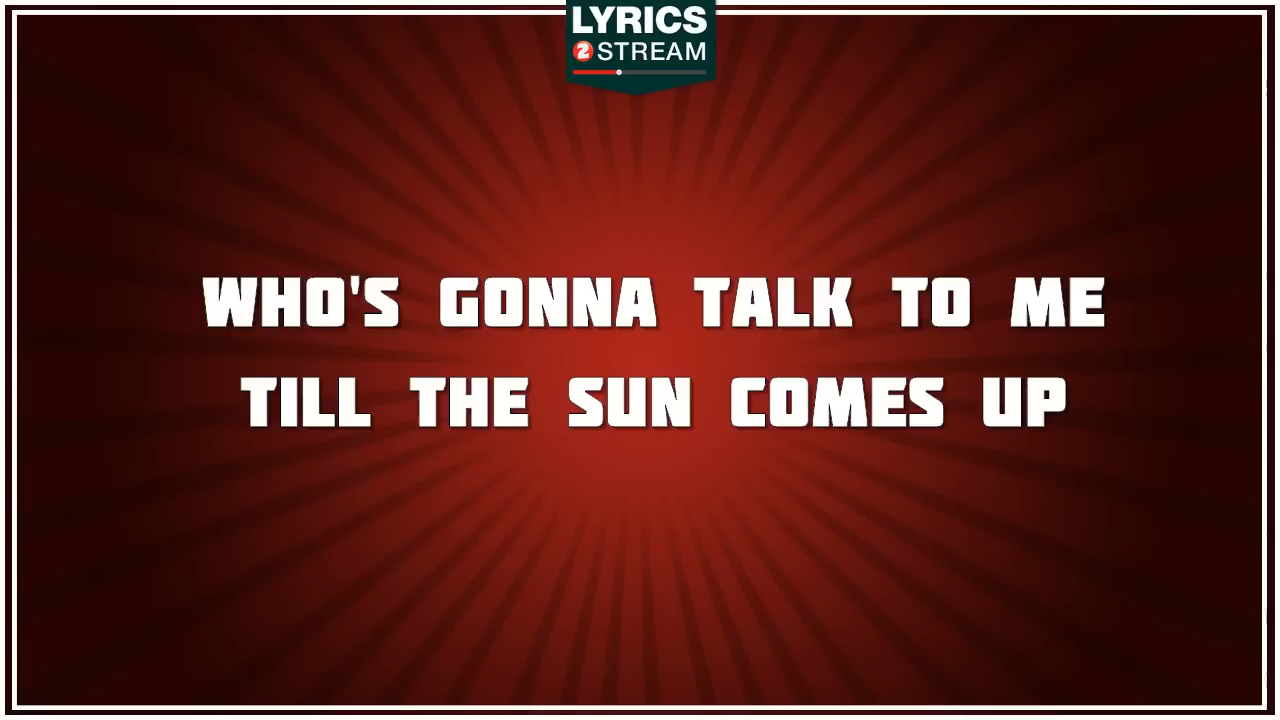 LYRICS
2 STREAM
WHO'S GONNA TALK TO ME
TILL THE SUN COMES UP